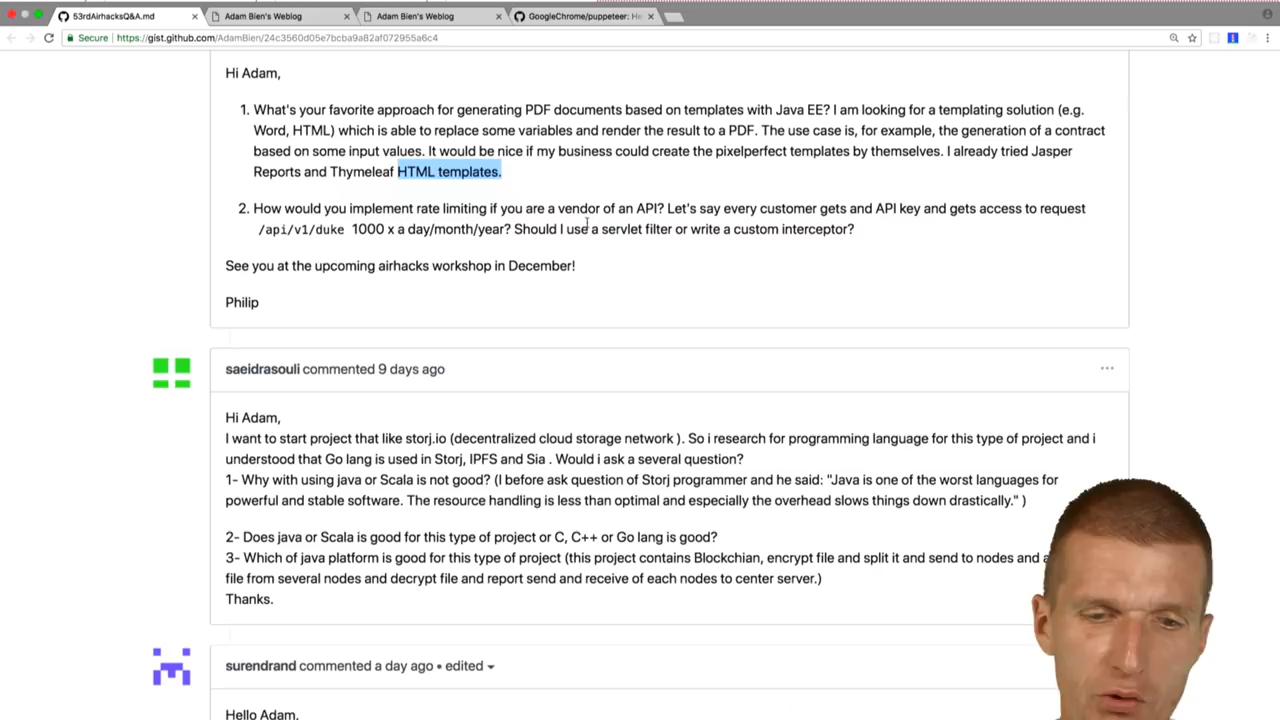 53rdAirhacksQ&A.md
Adam Bien's Weblog
Adam Bien's Weblog
GoogleChrome/puppeteer: He
Secure
https://gist.github.com/AdamBien/24c3560d05e7bcba9a82af072955a6c4
Hi Adam,
1. What's your favorite approach for generating PDF documents based on templates with Java EE? I am looking for a templating solution (e.g.
Word, HTML) which is able to replace some variables and render the result to a PDF. The use case is, for example, the generation of a contract
based on some input values. It would be nice if my business could create the pixelperfect templates by themselves. I already tried Jasper
Reports and Thymeleaf HTML templates.
2. How would you implement rate limiting if you are a vendor of an API? Let's say every customer gets and API key and gets access to request
/api/v1/duke 1000 x a day/month/year? Should I use a servlet filter or write a custom interceptor?
See you at the upcoming airhacks workshop in December!
Philip
saeidrasouli commented 9 days ago
Hi Adam,
I want to start project that like storj.io (decentralized cloud storage network ). So i research for programming language for this type of project and i
understood that Go lang is used in Storj, IPFS and Sia . Would i ask a several question?
1- Why with using java or Scala is not good? (I before ask question of Storj programmer and he said: "Java is one of the worst languages for
powerful and stable software. The resource handling is less than optimal and especially the overhead slows things down drastically." )
2- Does java or Scala is good for this type of project or C, C++ or Go lang is good?
3- Which of java platform is good for this type of project (this project contains Blockchian, encrypt file and split it and send to nodes and a
file from several nodes and decrypt file and report send and receive of each nodes to center server.)
Thanks.
surendrand commented a day ago • edited
Hello Adam,